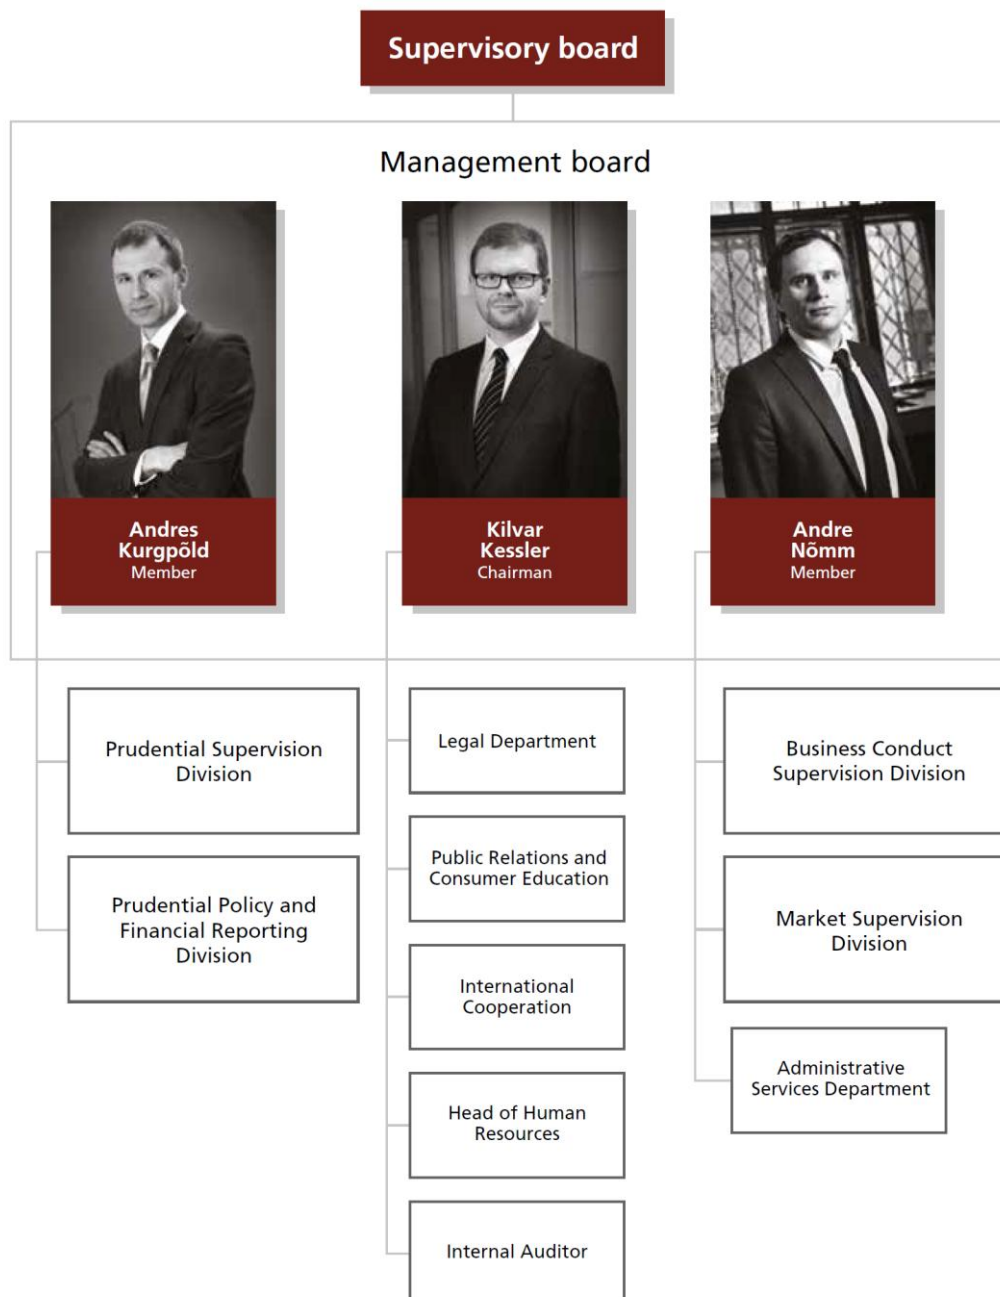 Supervisory board
Management board
Andres
Kurgpõld
Member
Kilvar
Kessler
Chairman
Andre
Nõmm
Member
Prudential Supervision
Division
Prudential Policy and
Financial Reporting
Division
Legal Department
Public Relations and
Consumer Education
International
Cooperation
Head of Human
Resources
Internal Auditor
Business Conduct
Supervision Division
Market Supervision
Division
Administrative
Services Department